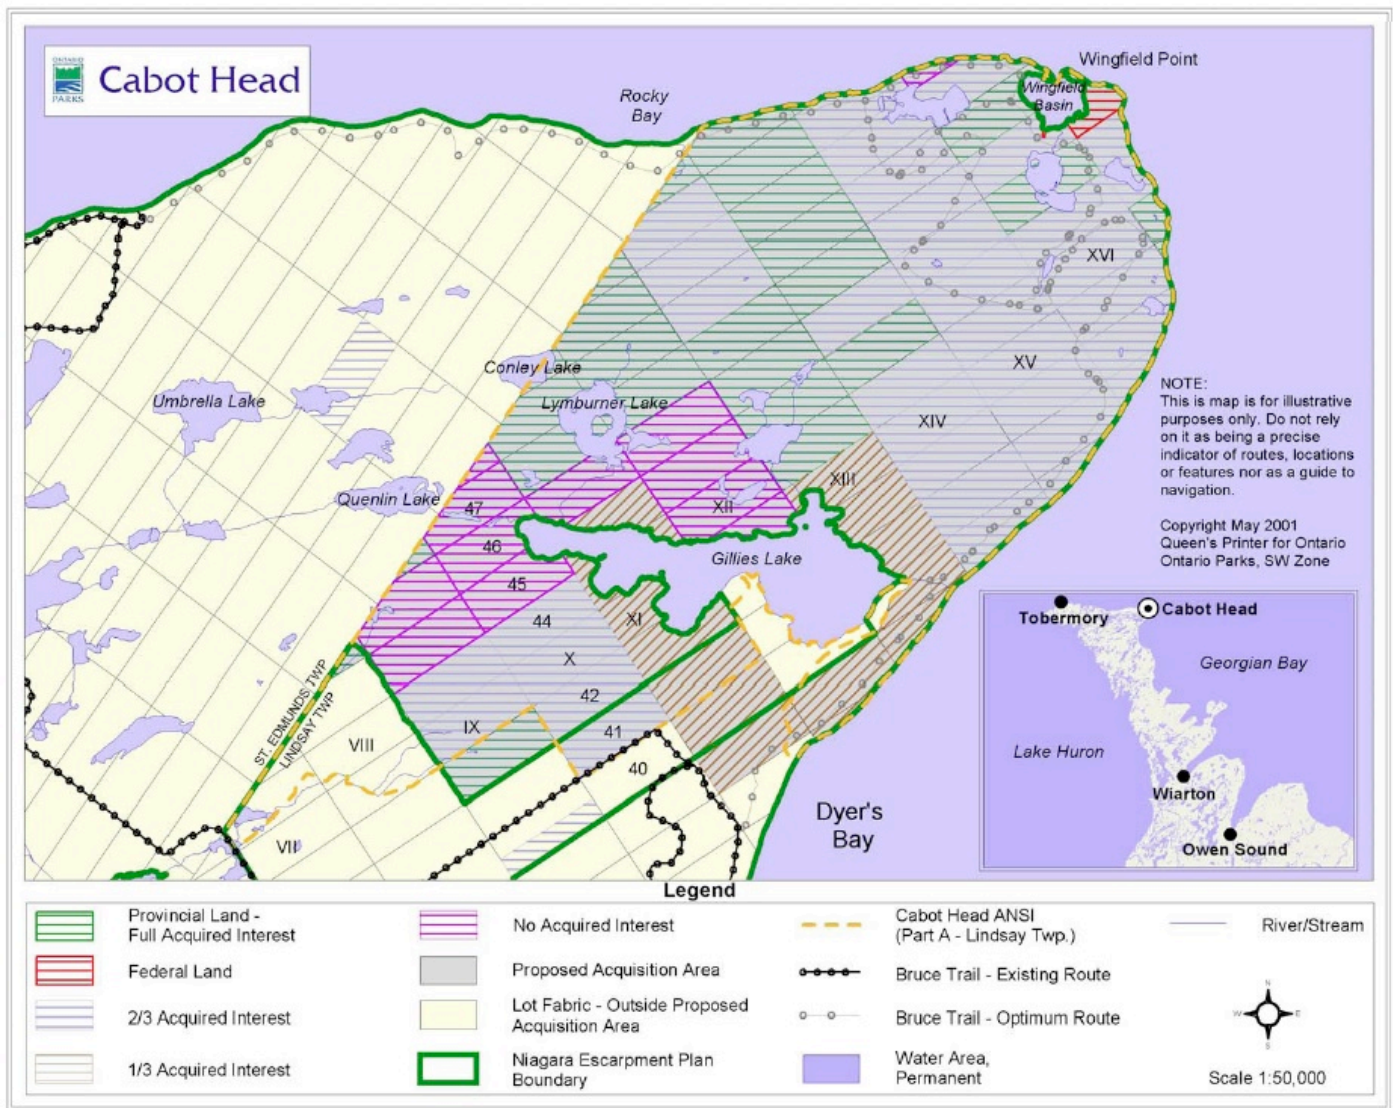 ONTARIO
PARKS
Cabot Head
Rocky
Bay
Wingfield Point
Wingfield
Basin
XVI
Conley Lake
XV
Umbrella Lake
Lymburner Lake
XIV
NOTE:
This is map is for illustrative
purposes only. Do not rely
on it as being a precise
indicator of routes, locations
or features nor as a guide to
navigation.
Copyright May 2001
Queen's Printer for Ontario
Ontario Parks, SW Zone
Quenlin Lake
XIII
47
XII
46
Gillies Lake
45
44
XI
X
42
ST. EDMUNDS TWP
LINDSAY TWP
IX
41
VIII
40
VII
Dyer's
Bay
Tobermory
Cabot Head
Georgian Bay
Lake Huron
Wiarton
Owen Sound
Legend
Provincial Land -
Full Acquired Interest
Federal Land
2/3 Acquired Interest
1/3 Acquired Interest
No Acquired Interest
Proposed Acquisition Area
Lot Fabric - Outside Proposed
Acquisition Area
Niagara Escarpment Plan
Boundary
Cabot Head ANSI
(Part A - Lindsay Twp.)
Bruce Trail - Existing Route
Bruce Trail - Optimum Route
Water Area,
Permanent
River/Stream
N
W E
S
Scale 1:50,000